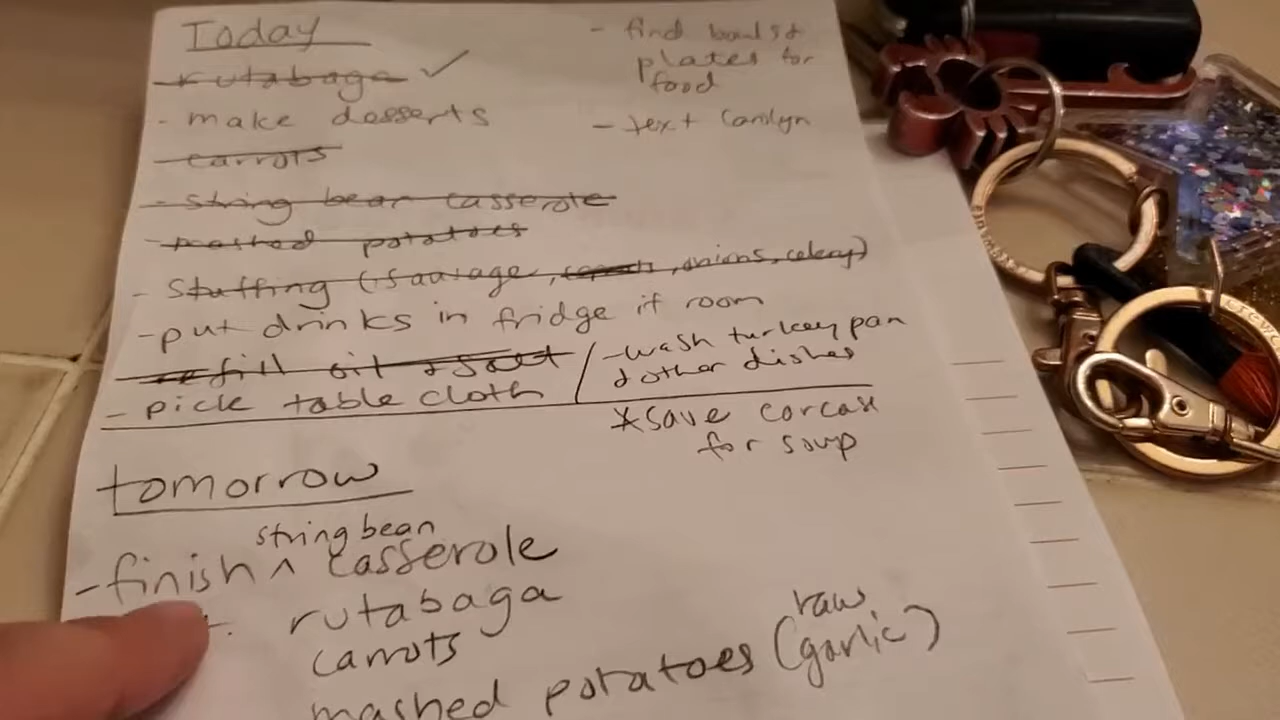 Today
- rutabaga ✓
- make desserts
- carrots
- string bean casserole
- mashed potatoes
- Stuffing (sausage, , onions, celery)
- put drinks in fridge if room
fill oil + salt
- pick table cloth
- find bowls &
plates for
food
- text Carolyn
- wash turkey pan
& other dishes
*save carcass
for soup
tomorrow
string bean
- finish ^ casserole
rutabaga
carrots
raw
mashed potatoes (garlic)